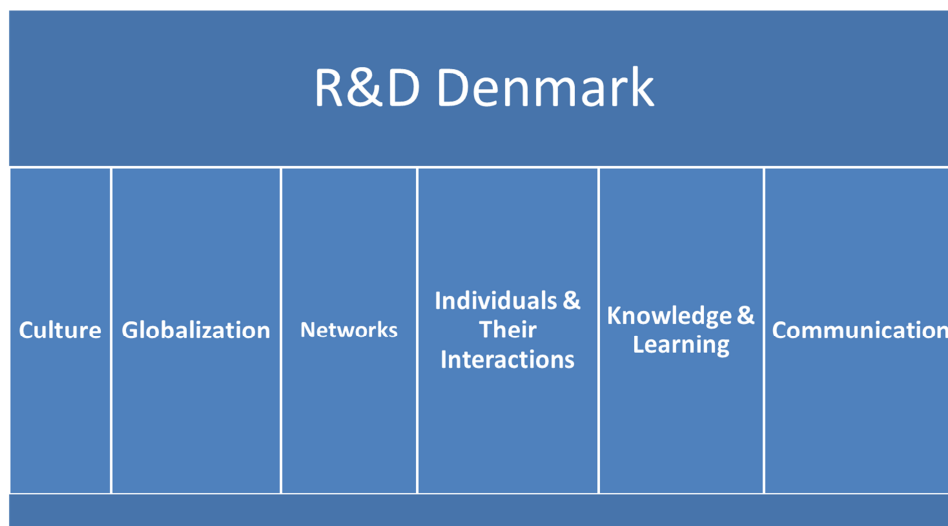 R&D Denmark
Culture
Globalization
Networks
Individuals &
Their
Interactions
Knowledge &
Learning
Communication